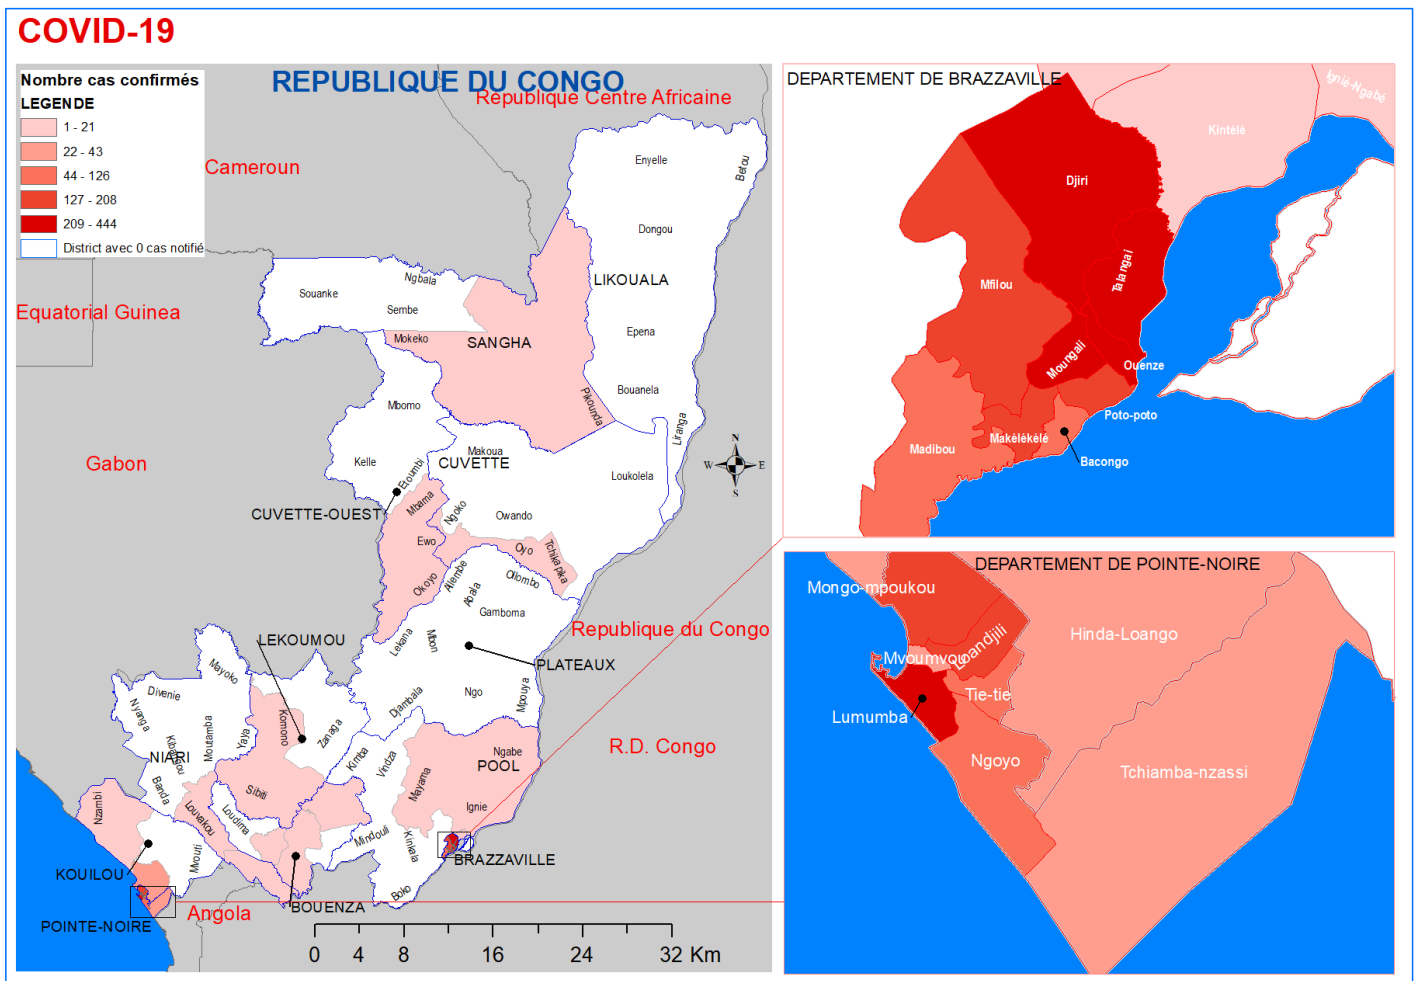 COVID-19
Nombre cas confirmés
LEGENDE
1 - 21
22 - 43
44 - 126
127 - 208
209 - 444
District avec 0 cas notifié
REPUBLIQUE DU CONGO
Republique Centre Africaine
Cameroun
Equatorial Guinea
Gabon
Enyelle
Betou
Dongou
LIKOUALA
Ngbala
Souanke
Sembe
Mokeko
SANGHA
Epena
Bouanela
Pikounda
Liranga
Mbomo
Makoua
CUVETTE
Kelle
Etoumbi
Loukolela
Mbama
Ngoko
CUVETTE-OUEST
Owando
Ewo
Oyo
Tchikapika
Okoyo
Allembe
Abala
Ollombo
Gamboma
Republique du Congo
LEKOUMOU
Lekana
Mbon
PLATEAUX
Mayoko
Divenie
Nyanga
Ngo
Mpouya
Djambala
Komono
Zanaga
Moutamba
Yaya
Kibangou
NIARI
Kimba
Vindza
Ngabe
POOL
R.D. Congo
Mayama
Banda
Nzambi
Sibiti
Ignie
Louvakou
Loudima
Mindouli
Kinkala
Mvouti
BRAZZAVILLE
KOUILOU
Boko
BOUENZA
Angola
POINTE-NOIRE
N
W
E
S
0 4 8 16 24 32 Km
DEPARTEMENT DE BRAZZAVILLE
Ignié-Ngabé
Kintélé
Djiri
Talangai
Mfilou
Moungali
Ouenze
Poto-poto
Makélékélé
Madibou
Bacongo
DEPARTEMENT DE POINTE-NOIRE
Mongo-mpoukou
Hinda-Loango
Loandjili
Mvoumvou
Tie-tie
Lumumba
Ngoyo
Tchiamba-nzassi